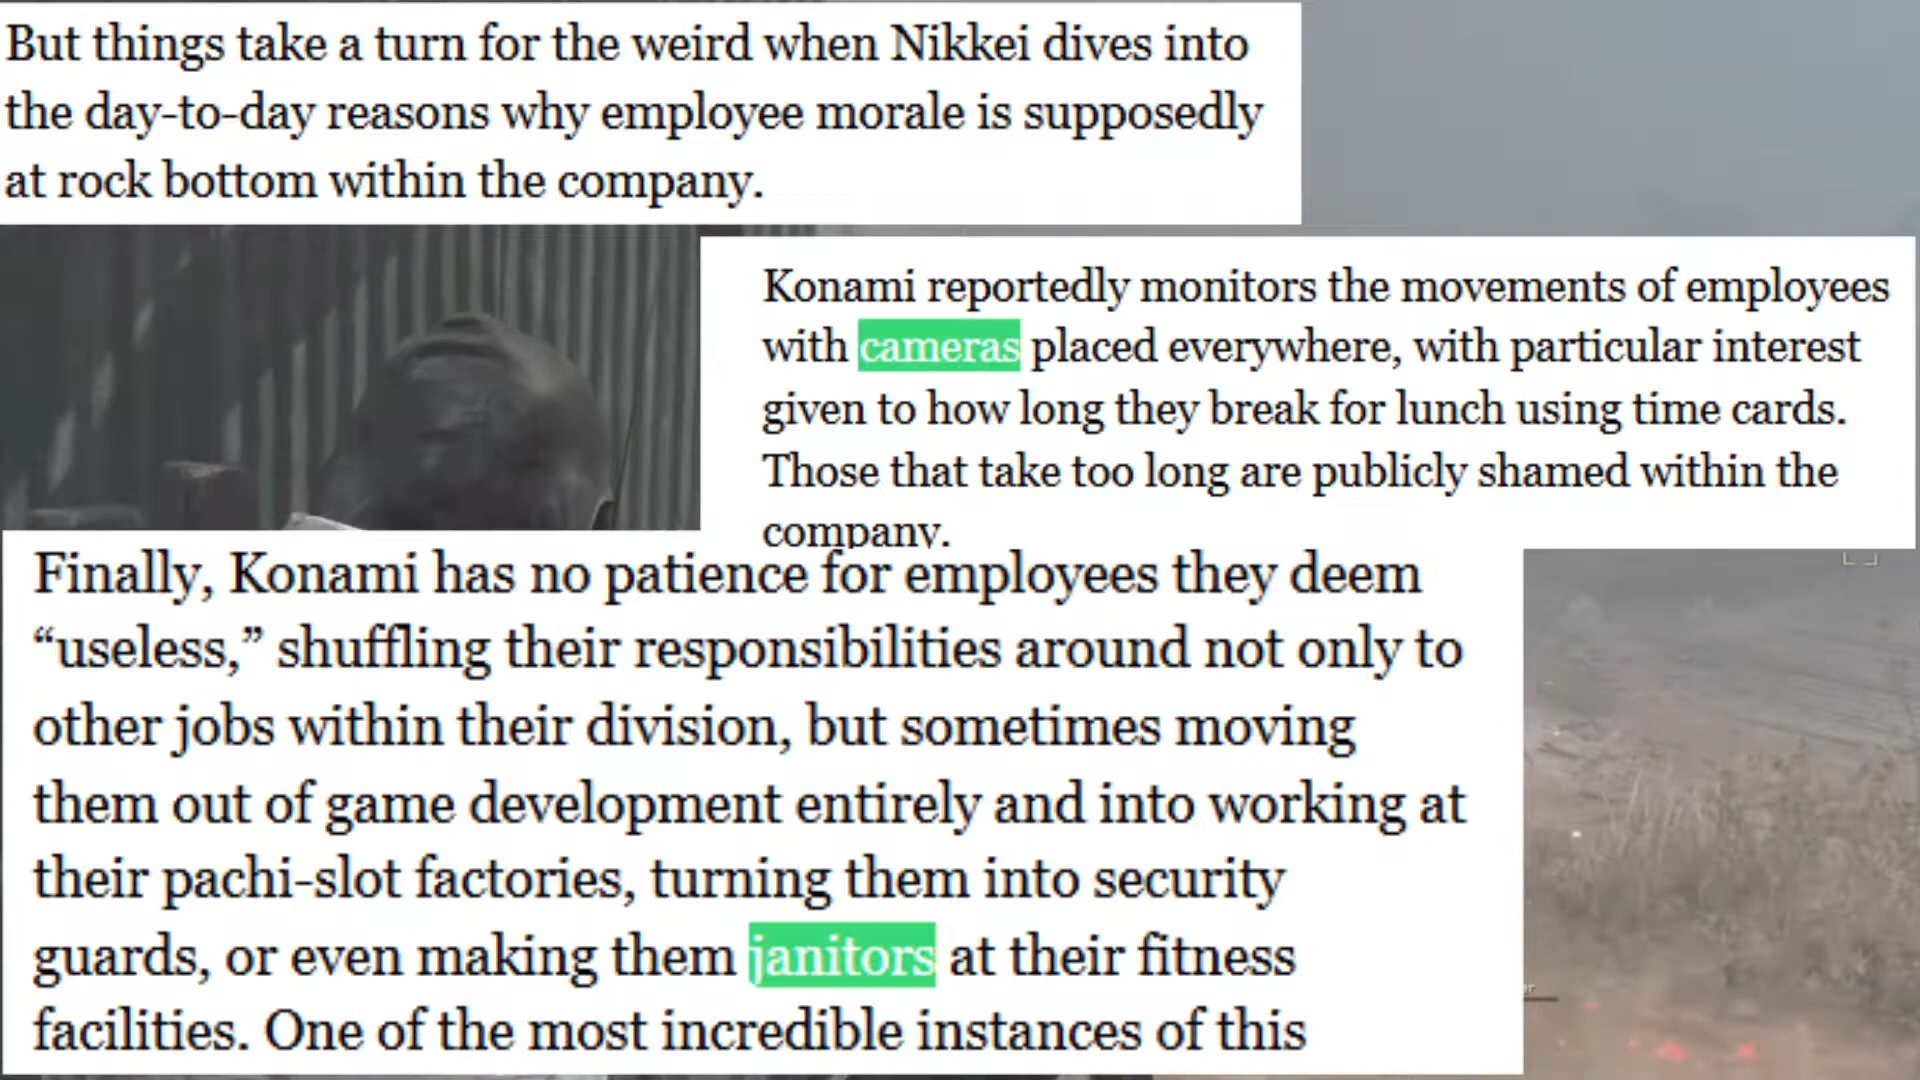 But things take a turn for the weird when Nikkei dives into
the day-to-day reasons why employee morale is supposedly
at rock bottom within the company.
Konami reportedly monitors the movements of employees
with cameras placed everywhere, with particular interest
given to how long they break for lunch using time cards.
Those that take too long are publicly shamed within the
company.
Finally, Konami has no patience for employees they deem
“useless,” shuffling their responsibilities around not only to
other jobs within their division, but sometimes moving
them out of game development entirely and into working at
their pachi-slot factories, turning them into security
guards, or even making them janitors at their fitness
facilities. One of the most incredible instances of this